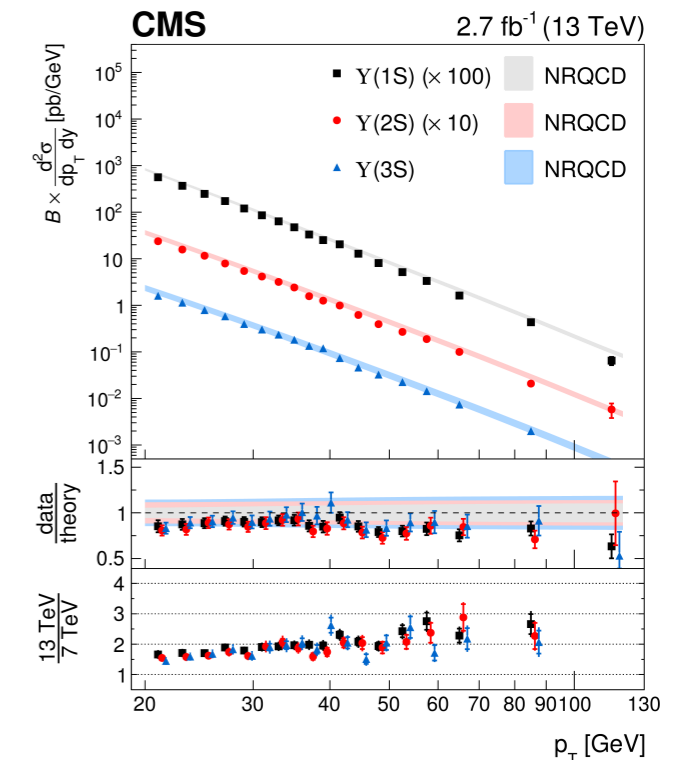 CMS 2.7 fb⁻¹ (13 TeV)
B × d²σ/dp_T dy [pb/GeV]
10⁵
10⁴
10³
10²
10
1
10⁻¹
10⁻²
10⁻³
ϒ(1S) (× 100) NRQCD
ϒ(2S) (× 10) NRQCD
ϒ(3S) NRQCD
data/theory
1.5
1
0.5
13 TeV/7 TeV
4
3
2
1
20 30 40 50 60 70 80 90 100 130
p_T [GeV]